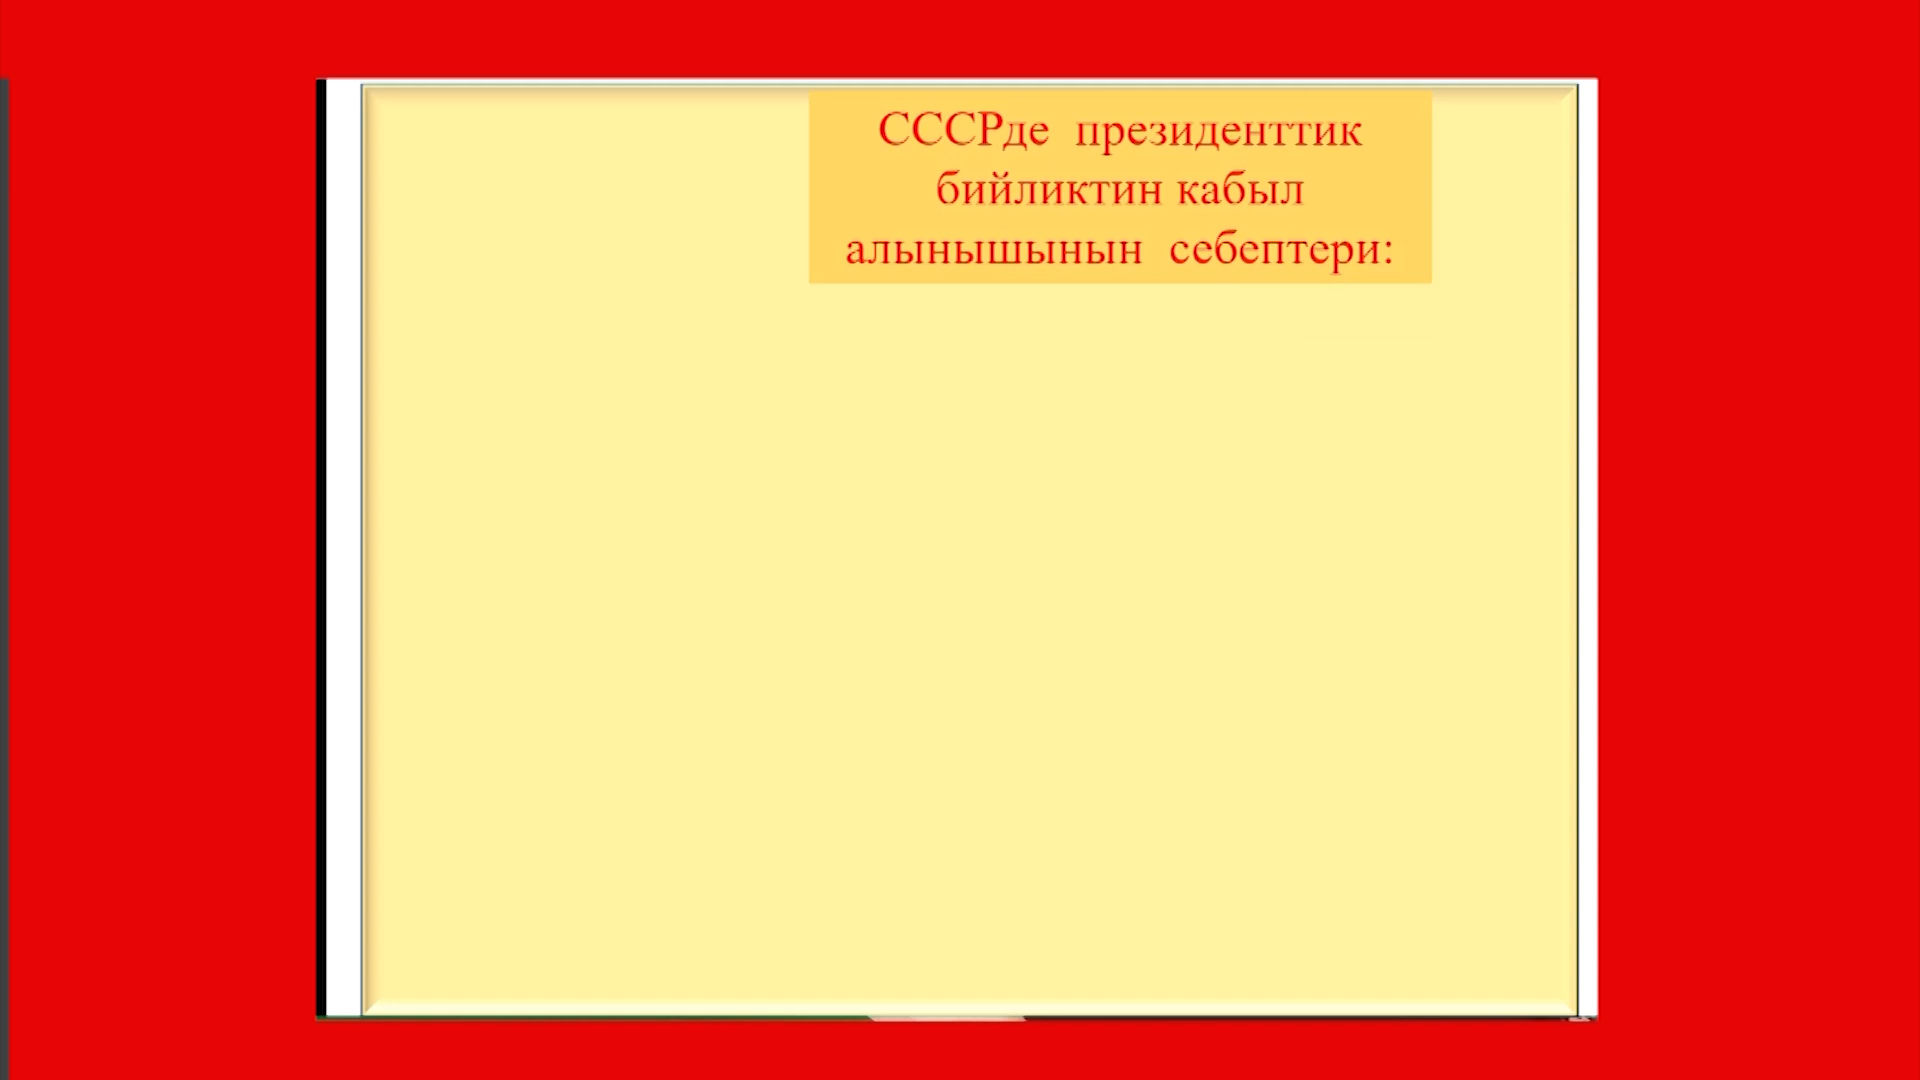 СССРде президенттик
бийликтин кабыл
алынышынын себептери: